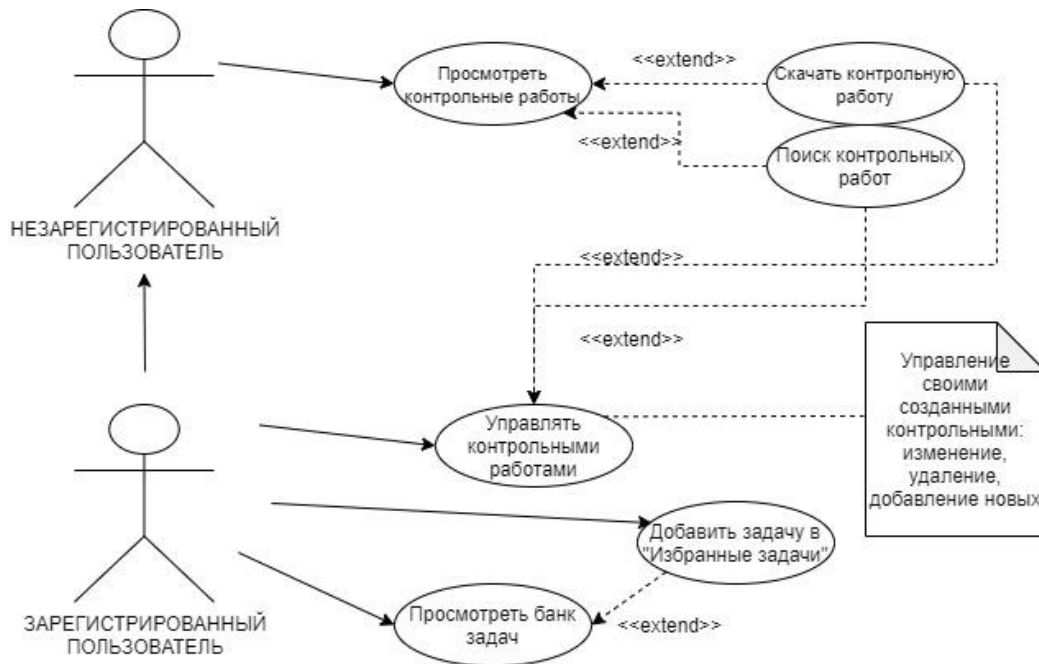 Просмотреть
контрольные работы
<<extend>>
Скачать контрольную
работу
<<extend>>
Поиск контрольных
работ
НЕЗАРЕГИСТРИРОВАННЫЙ
ПОЛЬЗОВАТЕЛЬ
<<extend>>
<<extend>>
Управление
своими
созданными
контрольными:
изменение,
удаление,
добавление новых
Управлять
контрольными
работами
Добавить задачу в
"Избранные задачи"
Просмотреть банк
задач
<<extend>>
ЗАРЕГИСТРИРОВАННЫЙ
ПОЛЬЗОВАТЕЛЬ